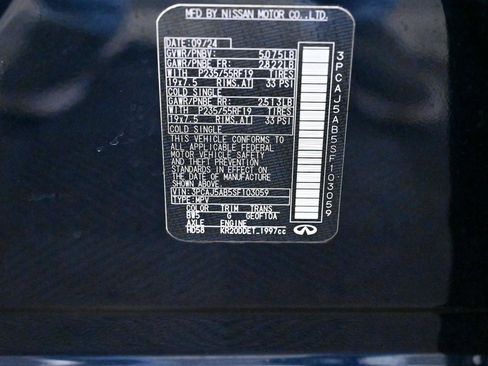 MFD BY NISSAN MOTOR CO.,LTD.
DATE:09/24
GVWR/PNBV: 5075LB
GAWR/PNBE FR: 2822LB
WITH P235/55RF19 TIRES
19x7.5 RIMS,AT 33 PSI
COLD SINGLE
GAWR/PNBE RR: 2513LB
WITH P235/55RF19 TIRES
19x7.5 RIMS,AT 33 PSI
COLD SINGLE
THIS VEHICLE CONFORMS TO
ALL APPLICABLE FEDERAL
MOTOR VEHICLE SAFETY
AND THEFT PREVENTION
STANDARDS IN EFFECT ON
THE DATE OF MANUFACTURE
SHOWN ABOVE.
VIN:3PCAJ5AB5SF103059
TYPE:MPV
COLOR TRIM TRANS
BW5 G GE0F10A
AXLE ENGINE
HD58 KR20DDET_1997cc
3PCAJ5AB5SF103059